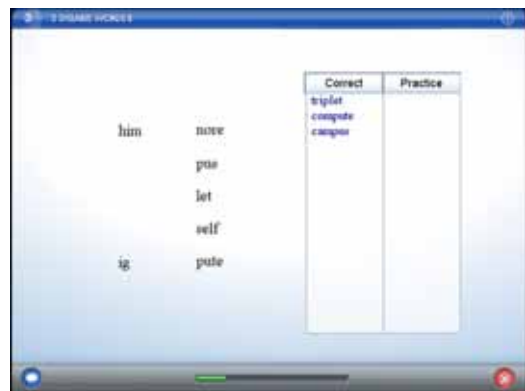 Correct Practice
triplet
compute
campus
him nore
pus
let
self
ig pute